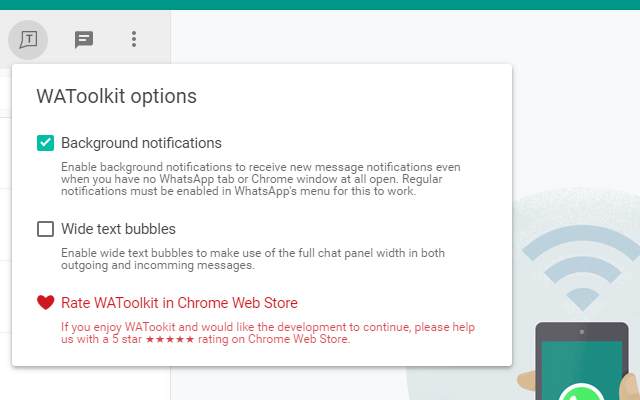 T
WAToolkit options
Background notifications
Enable background notifications to receive new message notifications even
when you have no WhatsApp tab or Chrome window at all open. Regular
notifications must be enabled in WhatsApp's menu for this to work.
Wide text bubbles
Enable wide text bubbles to make use of the full chat panel width in both
outgoing and incomming messages.
Rate WAToolkit in Chrome Web Store
If you enjoy WATookit and would like the development to continue, please help
us with a 5 star ★★★★★ rating on Chrome Web Store.